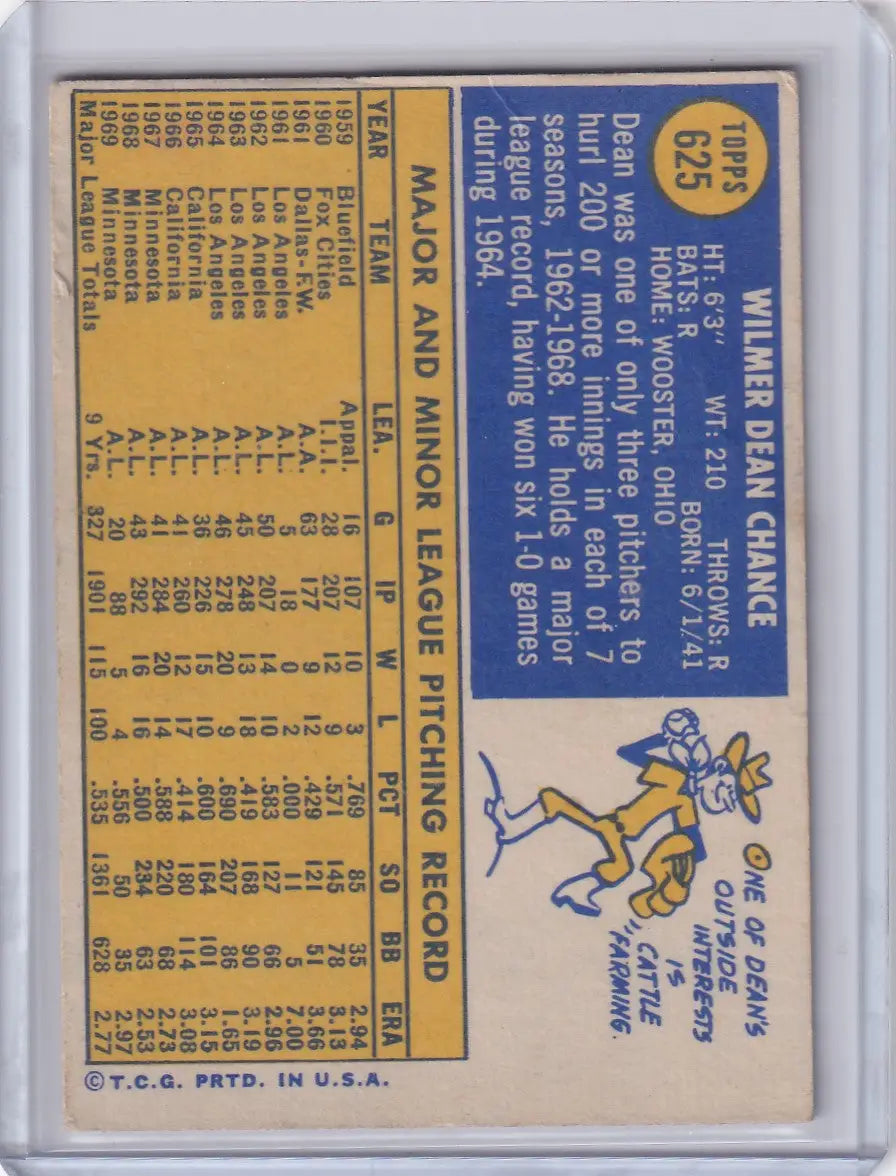 TOPPS
625
WILMER DEAN CHANCE
HT: 6'3" WT: 210 THROWS: R
BATS: R BORN: 6/1/41
HOME: WOOSTER, OHIO
Dean was one of only three pitchers to
hurl 200 or more innings in each of 7
seasons, 1962-1968. He holds a major
league record, having won six 1-0 games
during 1964.
ONE OF DEAN'S
OUTSIDE
INTERESTS
IS
"CATTLE
"FARMING.
MAJOR AND MINOR LEAGUE PITCHING RECORD
YEAR TEAM LEA. G IP W L PCT SO BB ERA
1959 Bluefield Appal. 16 107 10 3 .769 85 35 2.94
1960 Fox Cities I.I.I. 28 207 12 9 .571 145 78 3.13
1961 Dallas-F.W. A.A. 63 177 9 12 .429 121 51 3.66
1961 Los Angeles A.L. 5 18 0 2 .000 11 5 7.00
1962 Los Angeles A.L. 50 207 14 10 .583 127 66 2.96
1963 Los Angeles A.L. 45 248 13 18 .419 168 90 3.19
1964 Los Angeles A.L. 46 278 20 9 .690 207 86 1.65
1965 California A.L. 36 226 15 10 .600 164 101 3.15
1966 California A.L. 41 260 12 17 .414 180 114 3.08
1967 Minnesota A.L. 41 284 20 14 .588 220 68 2.73
1968 Minnesota A.L. 43 292 16 16 .500 234 63 2.53
1969 Minnesota A.L. 20 88 5 4 .556 50 35 2.97
Major League Totals 9 Yrs. 327 1901 115 100 .535 1361 628 2.77
© T.C.G. PRTD. IN U.S.A.